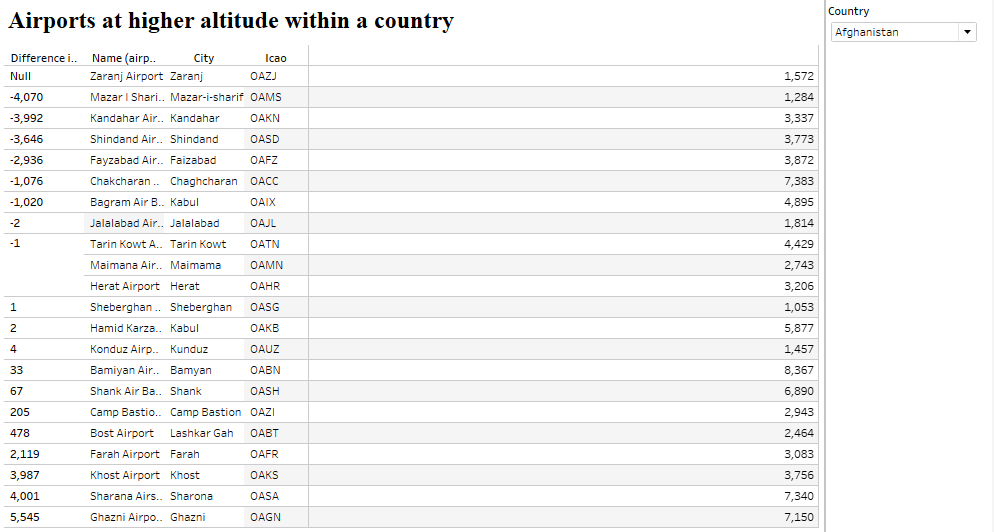 Airports at higher altitude within a country
Country
Afghanistan
Difference i.. Name (airp.. City Icao
Null Zaranj Airport Zaranj OAZJ 1,572
-4,070 Mazar I Shari.. Mazar-i-sharif OAMS 1,284
-3,992 Kandahar Air.. Kandahar OAKN 3,337
-3,646 Shindand Air.. Shindand OASD 3,773
-2,936 Fayzabad Air.. Faizabad OAFZ 3,872
-1,076 Chakcharan .. Chaghcharan OACC 7,383
-1,020 Bagram Air B.. Kabul OAIX 4,895
-2 Jalalabad Air.. Jalalabad OAJL 1,814
-1 Tarin Kowt A.. Tarin Kowt OATN 4,429
Maimana Air.. Maimama OAMN 2,743
Herat Airport Herat OAHR 3,206
1 Sheberghan .. Sheberghan OASG 1,053
2 Hamid Karza.. Kabul OAKB 5,877
4 Konduz Airp.. Kunduz OAUZ 1,457
33 Bamiyan Air.. Bamyan OABN 8,367
67 Shank Air Ba.. Shank OASH 6,890
205 Camp Bastio.. Camp Bastion OAZI 2,943
478 Bost Airport Lashkar Gah OABT 2,464
2,119 Farah Airport Farah OAFR 3,083
3,987 Khost Airport Khost OAKS 3,756
4,001 Sharana Airs.. Sharona OASA 7,340
5,545 Ghazni Airpo.. Ghazni OAGN 7,150